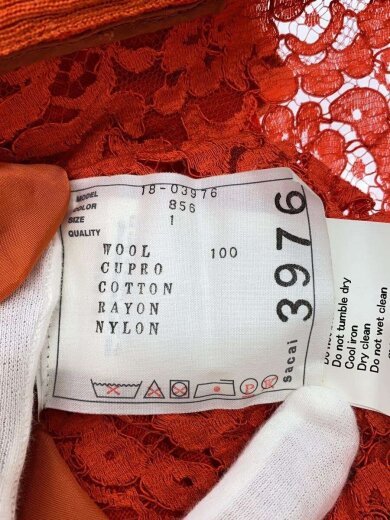 MODEL 18-03976
COLOR 856
SIZE 1
QUALITY
WOOL 100
CUPRO
COTTON
RAYON
NYLON
3976
sacai
Do not tumble dry
Cool iron
Dry clean
Do not wet clean